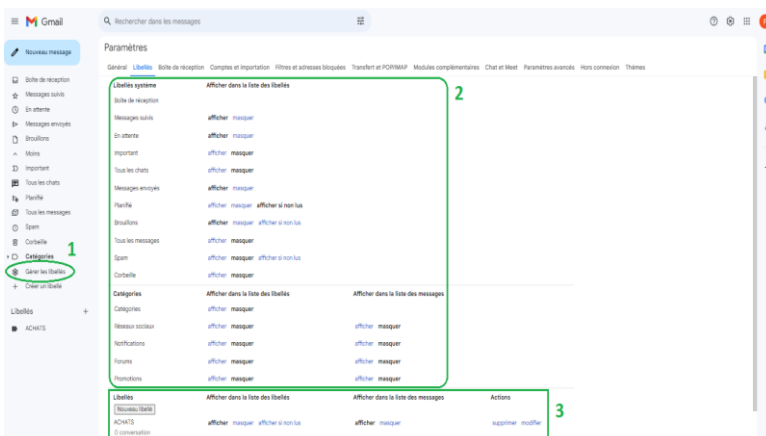 Gmail
Rechercher dans les messages
Nouveau message
Boîte de réception
Messages suivis
En attente
Messages envoyés
Brouillons
Moins
Important
Tous les chats
Planifié
Tous les messages
Spam
Corbeille
Catégories
1
Gérer les libellés
Créer un libellé
Libellés +
ACHATS
Paramètres
Général Libellés Boîte de réception Comptes et importation Filtres et adresses bloquées Transfert et POP/IMAP Modules complémentaires Chat et Meet Paramètres avancés Hors connexion Thèmes
Libellés système Afficher dans la liste des libellés
2
Boîte de réception
Messages suivis afficher masquer
En attente afficher masquer
Important afficher masquer
Tous les chats afficher masquer
Messages envoyés afficher masquer
Planifié afficher masquer afficher si non lus
Brouillons afficher masquer afficher si non lus
Tous les messages afficher masquer
Spam afficher masquer afficher si non lus
Corbeille afficher masquer
Catégories Afficher dans la liste des libellés Afficher dans la liste des messages
Catégories afficher masquer
Réseaux sociaux afficher masquer afficher masquer
Notifications afficher masquer afficher masquer
Forums afficher masquer afficher masquer
Promotions afficher masquer afficher masquer
Libellés Afficher dans la liste des libellés Afficher dans la liste des messages Actions
Nouveau libellé
3
ACHATS afficher masquer afficher si non lus afficher masquer supprimer modifier
0 conversation